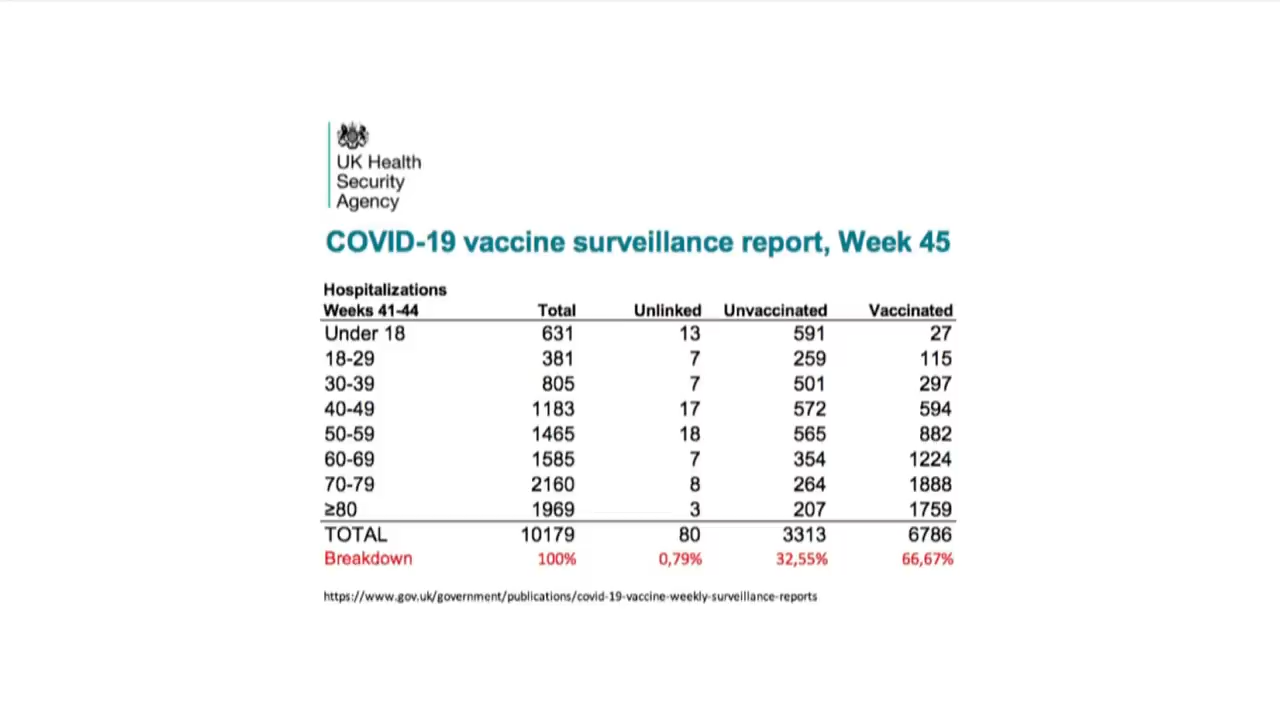 UK Health
Security
Agency
COVID-19 vaccine surveillance report, Week 45
Hospitalizations
Weeks 41-44 Total Unlinked Unvaccinated Vaccinated
Under 18 631 13 591 27
18-29 381 7 259 115
30-39 805 7 501 297
40-49 1183 17 572 594
50-59 1465 18 565 882
60-69 1585 7 354 1224
70-79 2160 8 264 1888
≥80 1969 3 207 1759
TOTAL 10179 80 3313 6786
Breakdown 100% 0,79% 32,55% 66,67%
https://www.gov.uk/government/publications/covid-19-vaccine-weekly-surveillance-reports